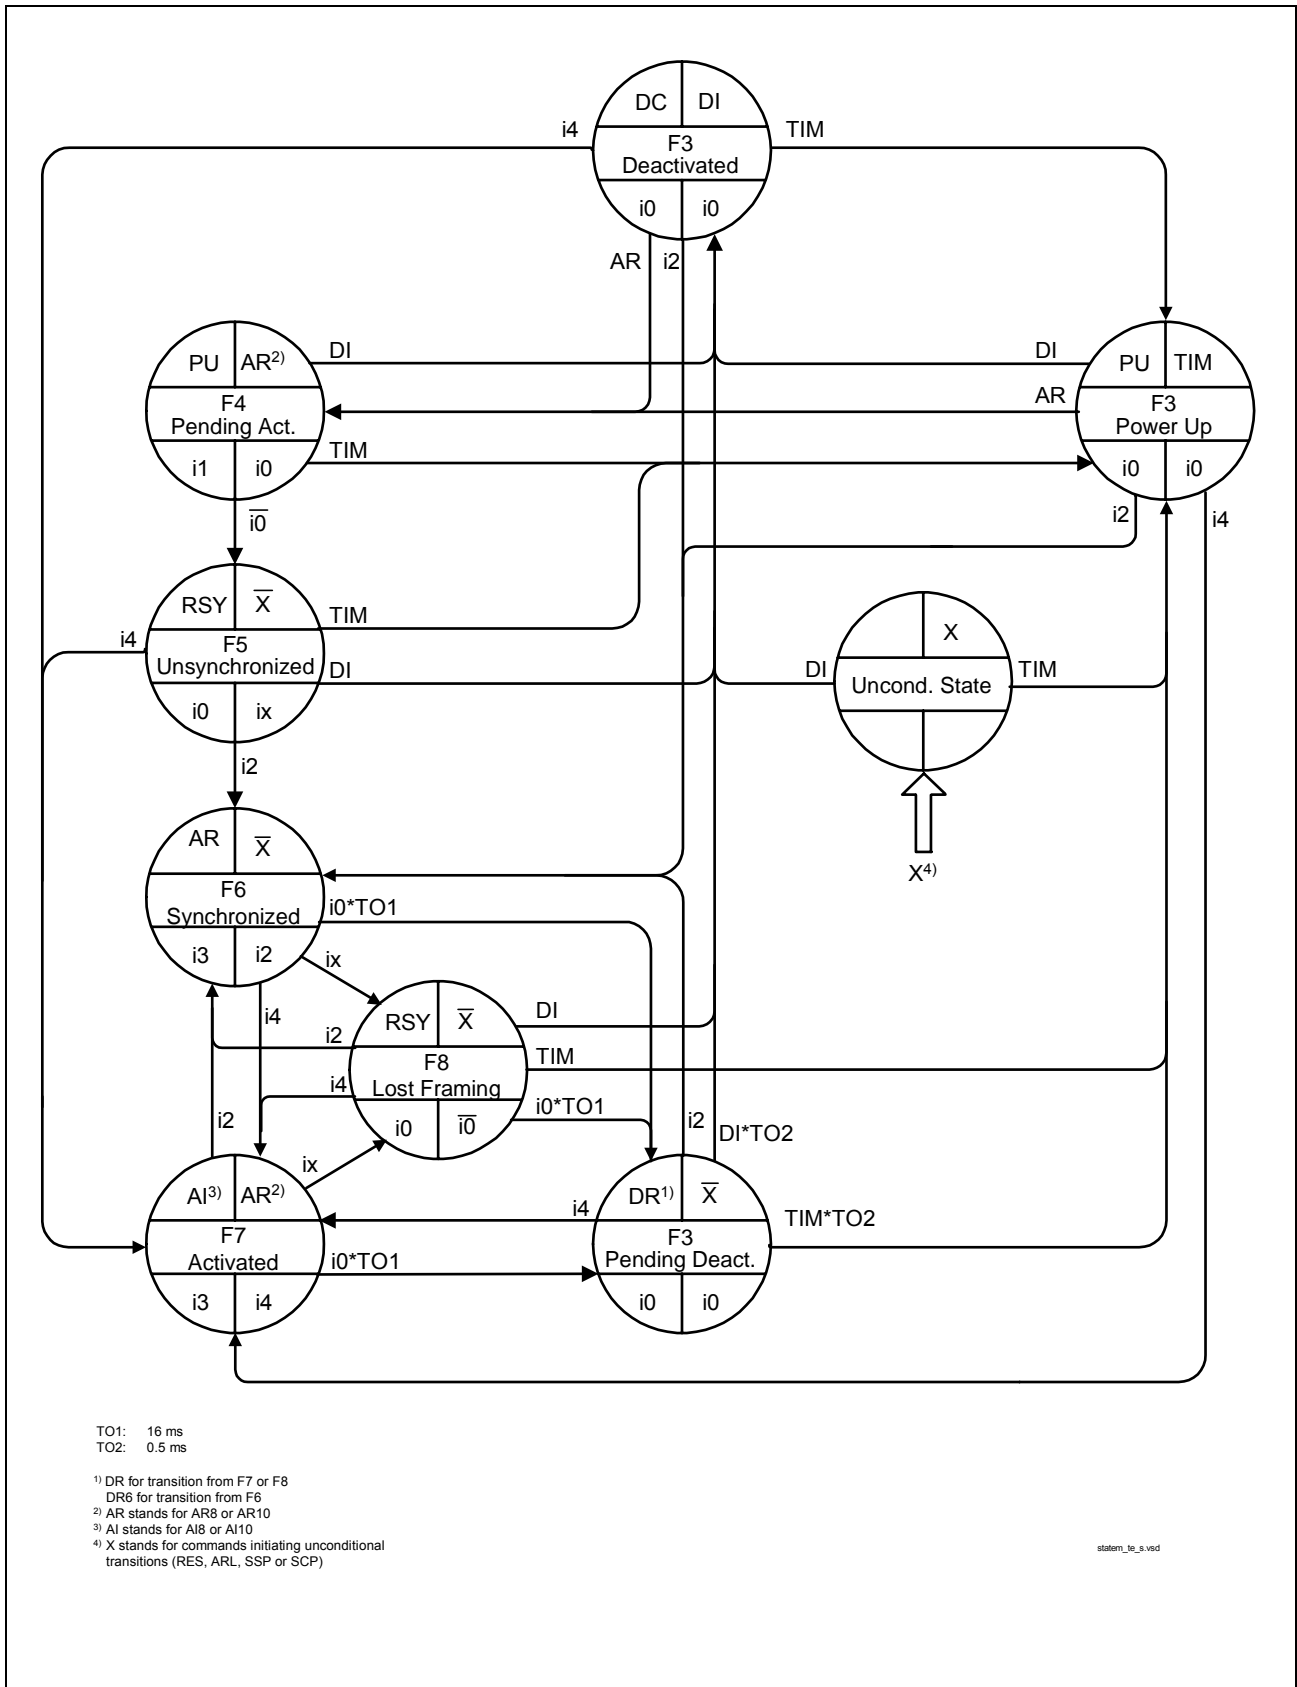 DC DI
i4 TIM
F3
Deactivated
i0 i0
AR i2
PU AR2)
DI
DI
PU TIM
F4
Pending Act.
AR
F3
Power Up
i1 i0
TIM
i0 i0
i̅0̅
i2 i4
RSY X̅
TIM
X
i4
F5
Unsynchronized
DI
DI
Uncond. State
TIM
i0 ix
i2
AR X̅
X4)
F6
Synchronized
i0*TO1
i3 i2
ix
i4
RSY X̅
DI
i2
F8
Lost Framing
TIM
i4
i0 i̅0̅
i0*TO1
i2
i2
DI*TO2
ix
AI3) AR2)
DR1) X̅
i4
TIM*TO2
F7
Activated
i0*TO1
F3
Pending Deact.
i3 i4
i0 i0
TO1: 16 ms
TO2: 0.5 ms
1) DR for transition from F7 or F8
DR6 for transition from F6
2) AR stands for AR8 or AR10
3) AI stands for AI8 or AI10
4) X stands for commands initiating unconditional
transitions (RES, ARL, SSP or SCP)
statem_te_s.vsd